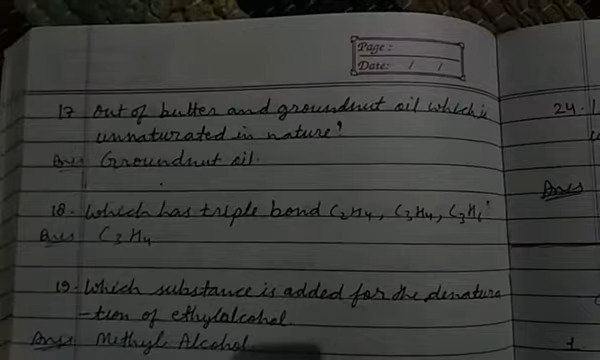 Page :
Date: / /
17 Out of butter and groundnut oil which is
unnaturated in nature?
Ans Groundnut oil.
18. Which has triple bond C2H4, C3H4, C3H6
Ans C3H4
19. Which substance is added for the denatura
-tion of ethylalcohol.
Ans Methyl Alcohol.
24.
Ans
1.